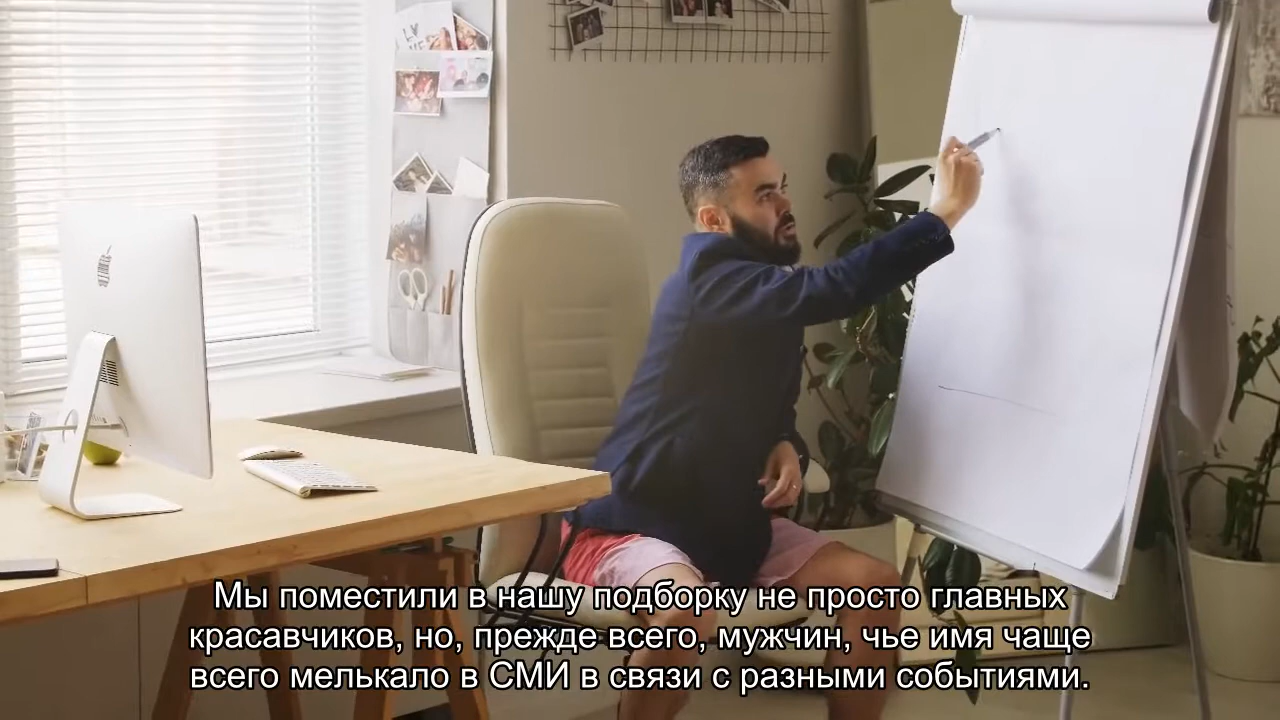 Мы поместили в нашу подборку не просто главных
красавчиков, но, прежде всего, мужчин, чье имя чаще
всего мелькало в СМИ в связи с разными событиями.